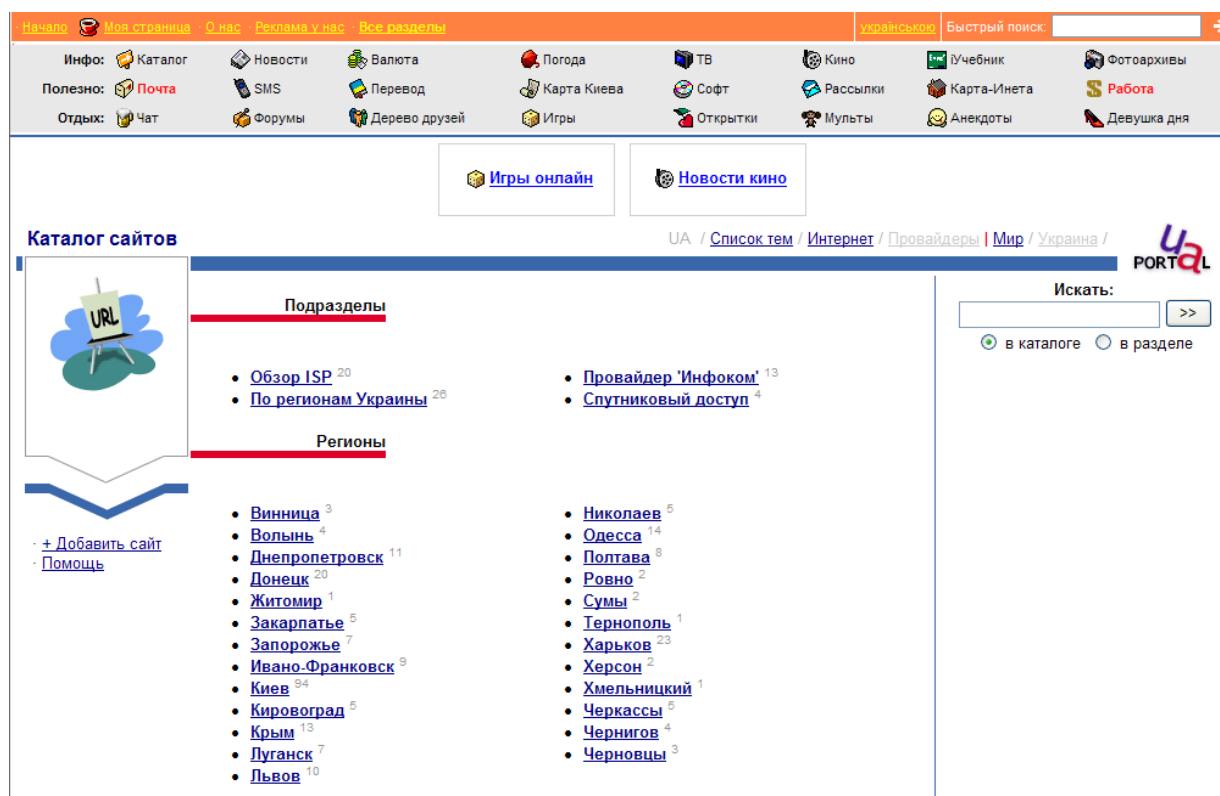 · Начало Моя страница · О нас · Реклама у нас · Все разделы українською Быстрый поиск:
Инфо: Каталог Новости Валюта Погода ТВ Кино iУчебник Фотоархивы
Полезно: Почта SMS Перевод Карта Киева Софт Рассылки Карта-Инета Работа
Отдых: Чат Форумы Дерево друзей Игры Открытки Мульты Анекдоты Девушка дня
Игры онлайн Новости кино
Каталог сайтов UA / Список тем / Интернет / Провайдеры | Мир / Украина /
ua PORTAL
URL
Подразделы
Искать:
>>
в каталоге в разделе
• Обзор ISP 20
• По регионам Украины 26
• Провайдер 'Инфоком' 13
• Спутниковый доступ 4
Регионы
· + Добавить сайт
· Помощь
• Винница 3
• Волынь 4
• Днепропетровск 11
• Донецк 20
• Житомир 1
• Закарпатье 5
• Запорожье 7
• Ивано-Франковск 9
• Киев 94
• Кировоград 5
• Крым 13
• Луганск 7
• Львов 10
• Николаев 5
• Одесса 14
• Полтава 8
• Ровно 2
• Сумы 2
• Тернополь 1
• Харьков 23
• Херсон 2
• Хмельницкий 1
• Черкассы 5
• Чернигов 4
• Черновцы 3